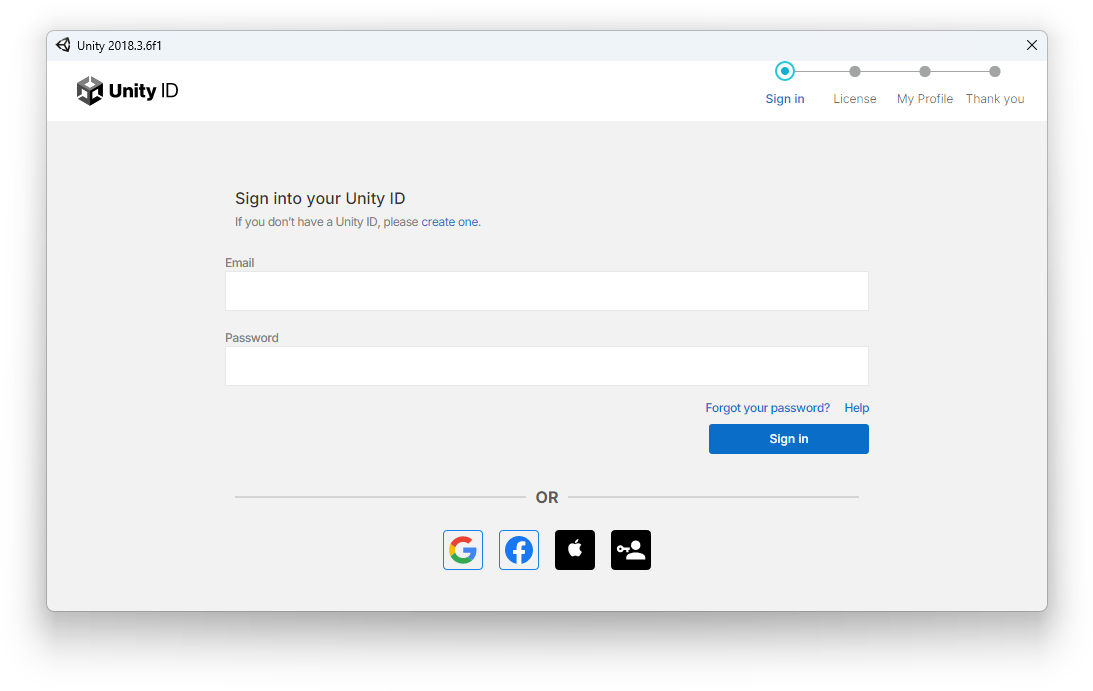 Unity 2018.3.6f1
Unity ID
Sign in License My Profile Thank you
Sign into your Unity ID
If you don't have a Unity ID, please create one.
Email
Password
Forgot your password? Help
Sign in
OR